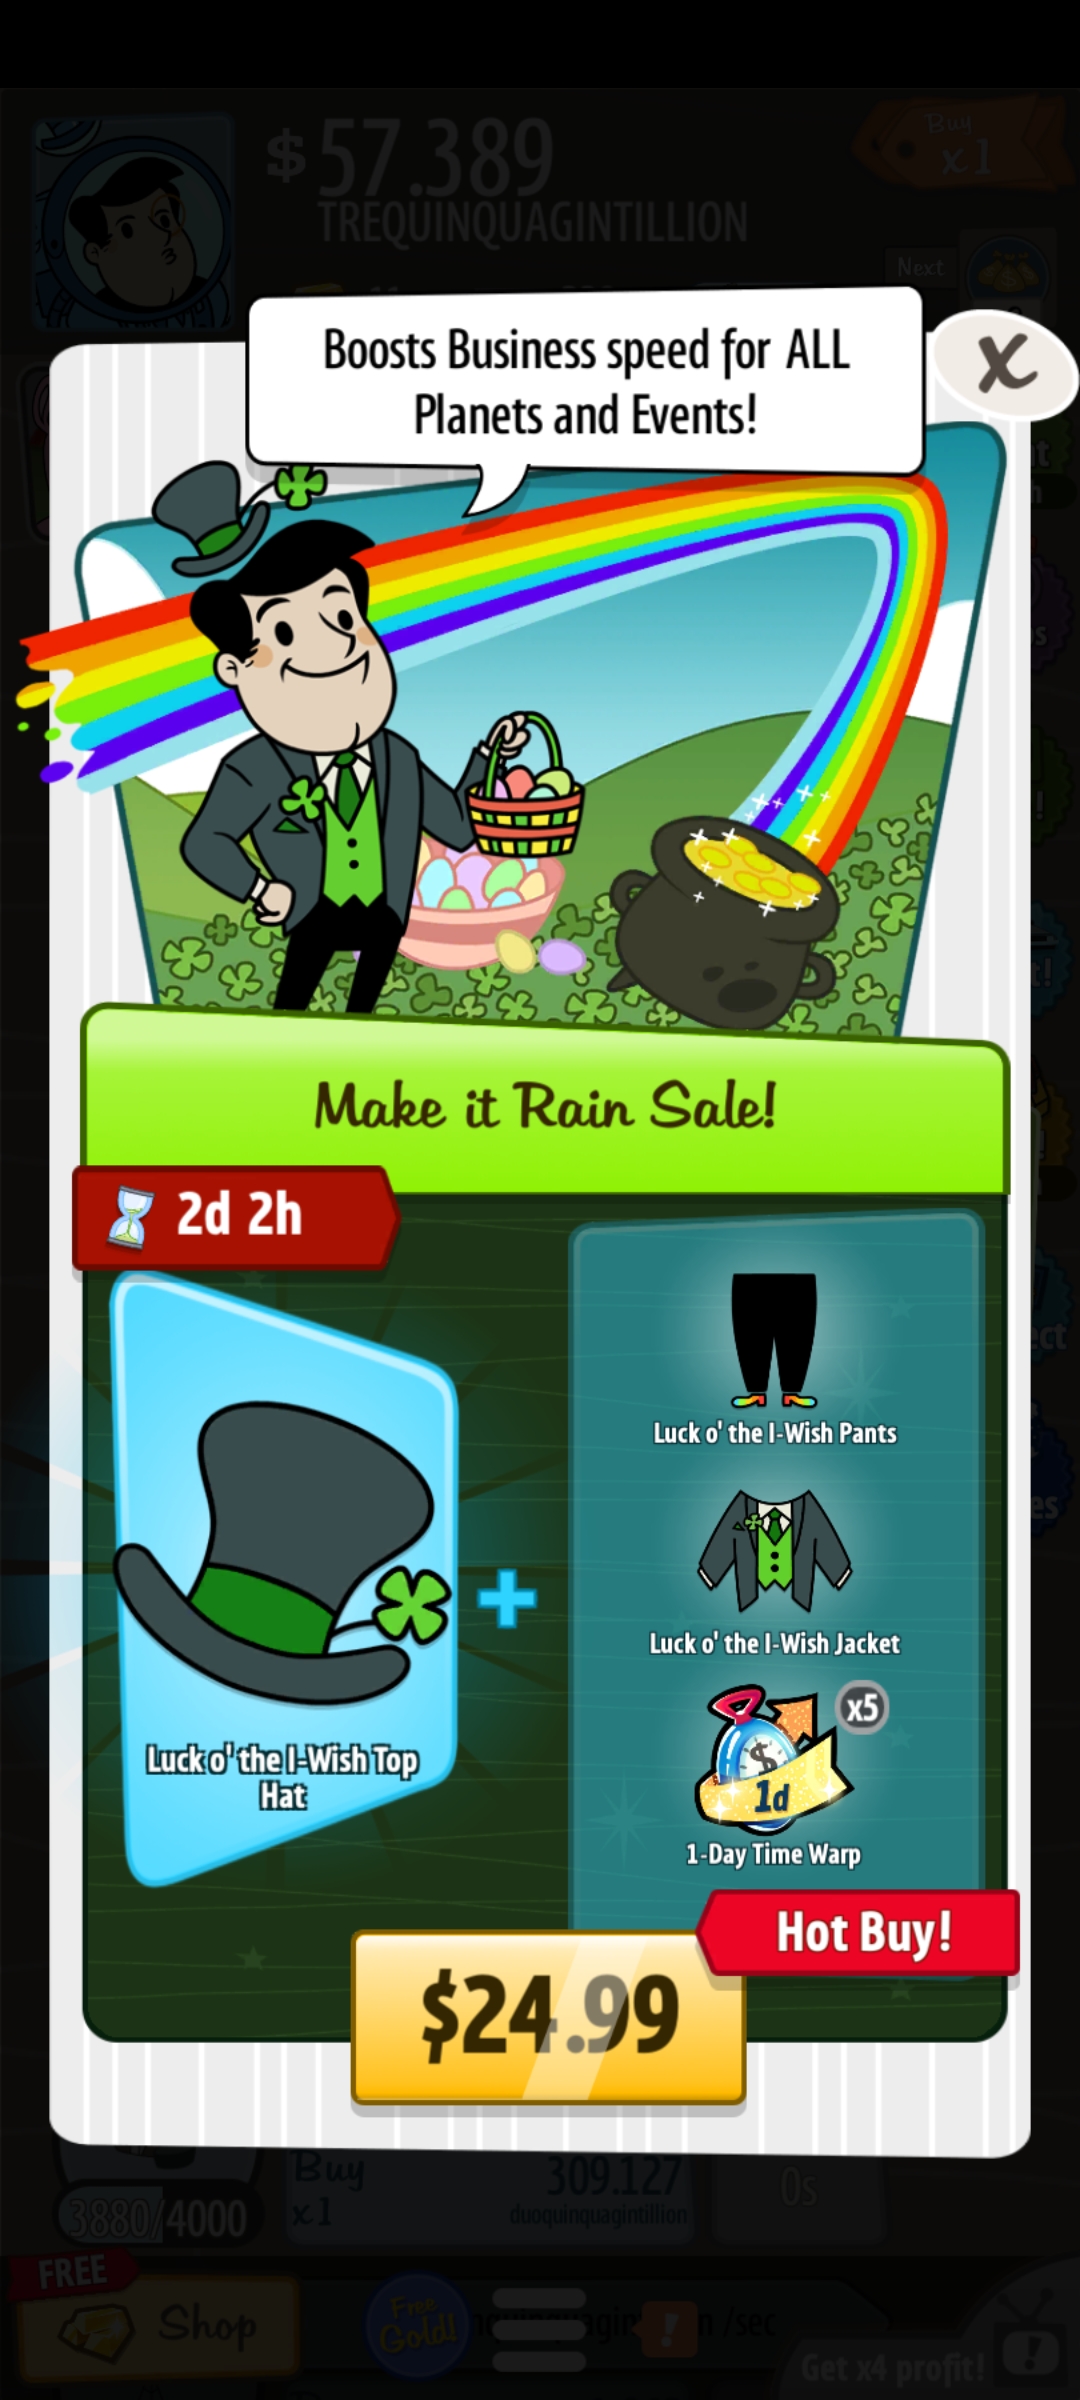 $57.389
TREQUINQUAGINTILLION
Buy
x1
Next
Boosts Business speed for ALL
Planets and Events!
X
Make it Rain Sale!
2d 2h
Luck o' the I-Wish Pants
Luck o' the I-Wish Jacket
x5
1d
1-Day Time Warp
Luck o' the I-Wish Top
Hat
Hot Buy!
$24.99
Buy
x1
309.127
duoquinquagintillion
0s
3880/4000
FREE
Shop
Free
Gold!
/sec
Get x4 profit!